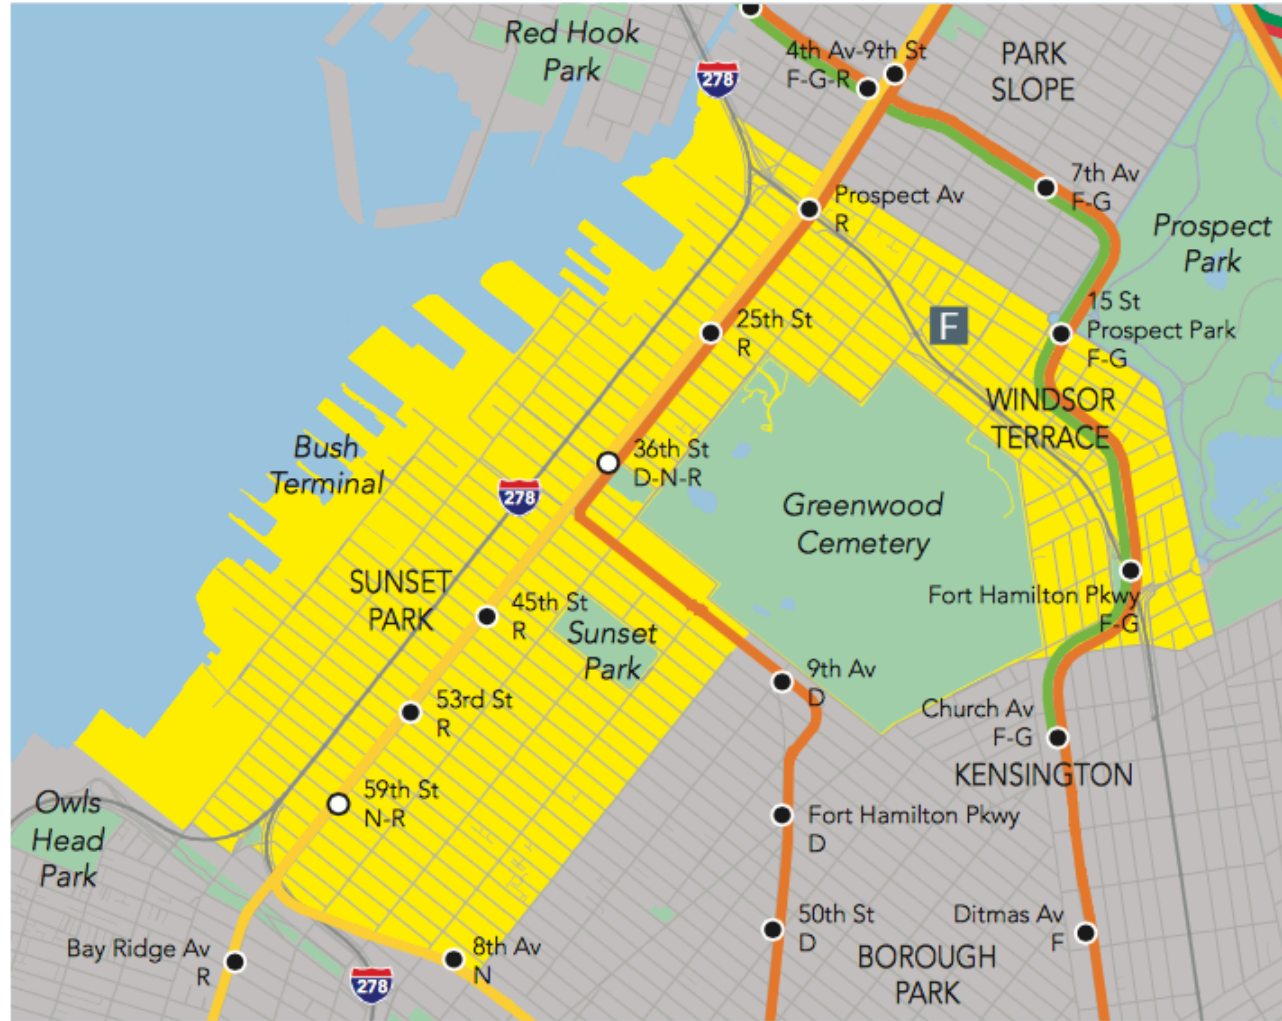 Red Hook
Park
278
4th Av-9th St
F-G-R
PARK
SLOPE
7th Av
F-G
Prospect Av
R
Prospect
Park
15 St
Prospect Park
F-G
25th St
R
F
WINDSOR
TERRACE
Bush
Terminal
36th St
D-N-R
278
Greenwood
Cemetery
SUNSET
PARK
45th St
R
Sunset
Park
Fort Hamilton Pkwy
F-G
53rd St
R
9th Av
D
Church Av
F-G
KENSINGTON
59th St
N-R
Owls
Head
Park
Fort Hamilton Pkwy
D
50th St
D
Ditmas Av
F
Bay Ridge Av
R
8th Av
N
BOROUGH
PARK
278